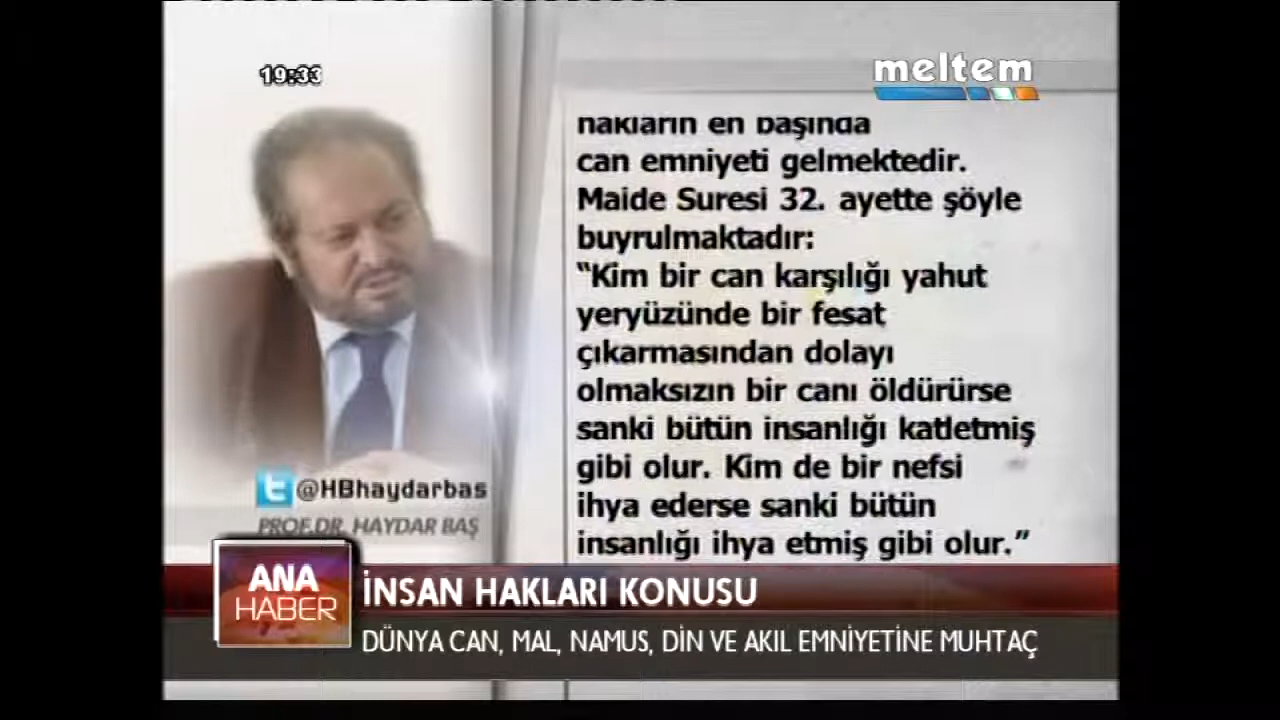 19:33
meltem
hakların en başında
can emniyeti gelmektedir.
Maide Suresi 32. ayette şöyle
buyrulmaktadır:
“Kim bir can karşılığı yahut
yeryüzünde bir fesat
çıkarmasından dolayı
olmaksızın bir canı öldürürse
sanki bütün insanlığı katletmiş
gibi olur. Kim de bir nefsi
ihya ederse sanki bütün
insanlığı ihya etmiş gibi olur.”
@HBhaydarbas
PROF.DR. HAYDAR BAŞ
ANA
HABER
İNSAN HAKLARI KONUSU
DÜNYA CAN, MAL, NAMUS, DİN VE AKIL EMNİYETİNE MUHTAÇ